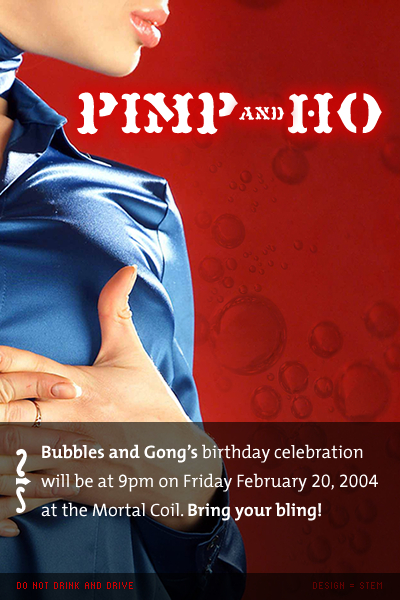 PIMP AND HO
Bubbles and Gong's birthday celebration
will be at 9pm on Friday February 20, 2004
at the Mortal Coil. Bring your bling!
DO NOT DRINK AND DRIVE
DESIGN + STEM